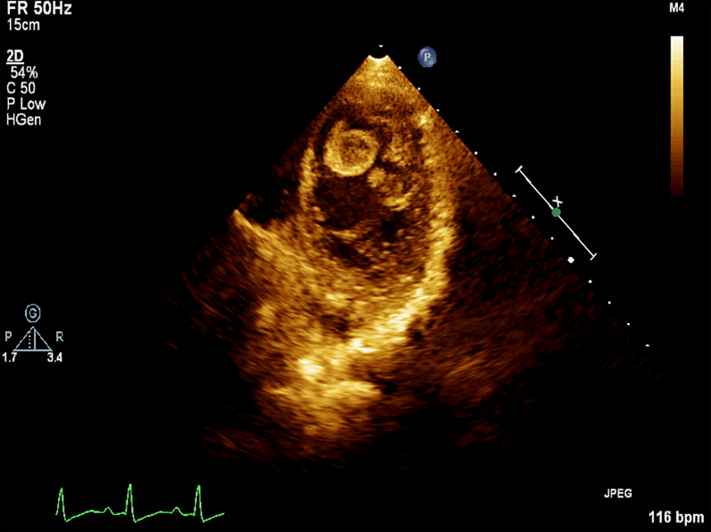 FR 50Hz
15cm
2D
54%
C 50
P Low
HGen
M4
P
G
P R
1.7 3.4
X
JPEG
116 bpm